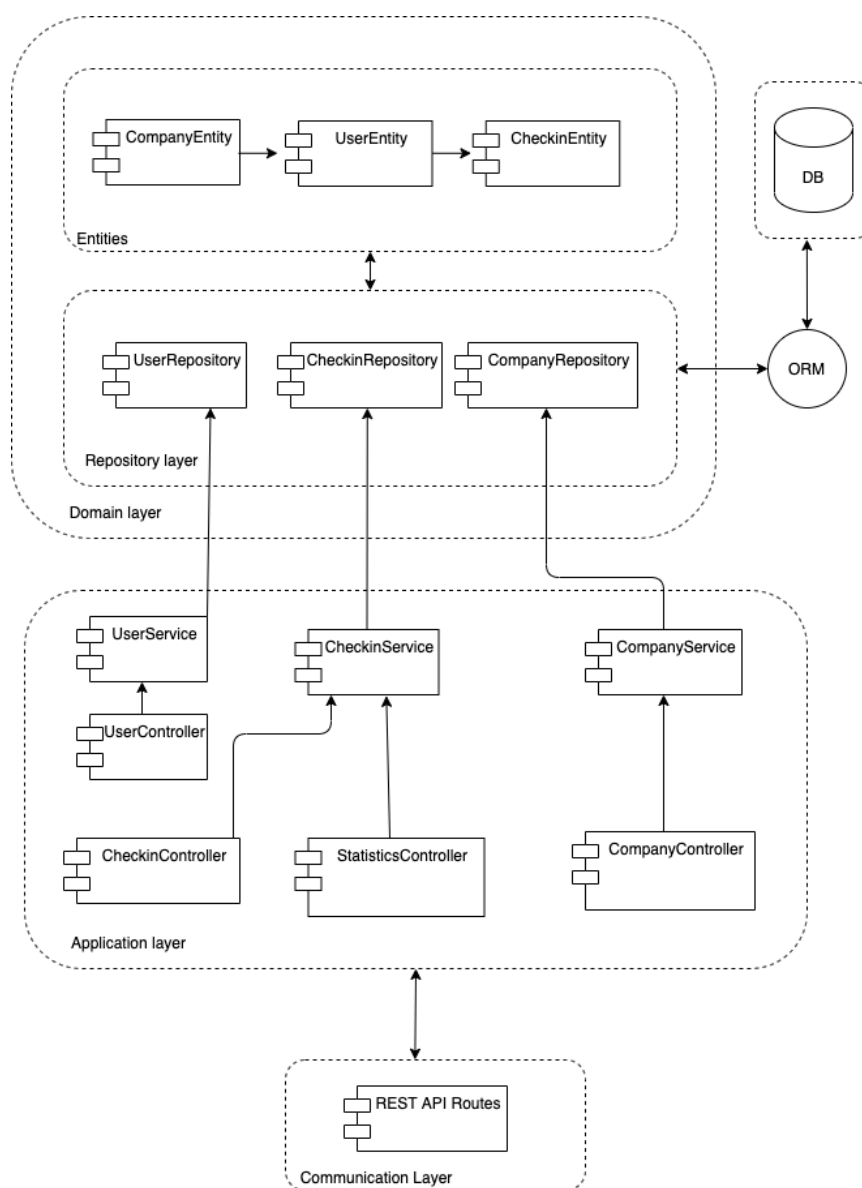 CompanyEntity
UserEntity
CheckinEntity
DB
Entities
UserRepository
CheckinRepository
CompanyRepository
ORM
Repository layer
Domain layer
UserService
CheckinService
CompanyService
UserController
CheckinController
StatisticsController
CompanyController
Application layer
REST API Routes
Communication Layer